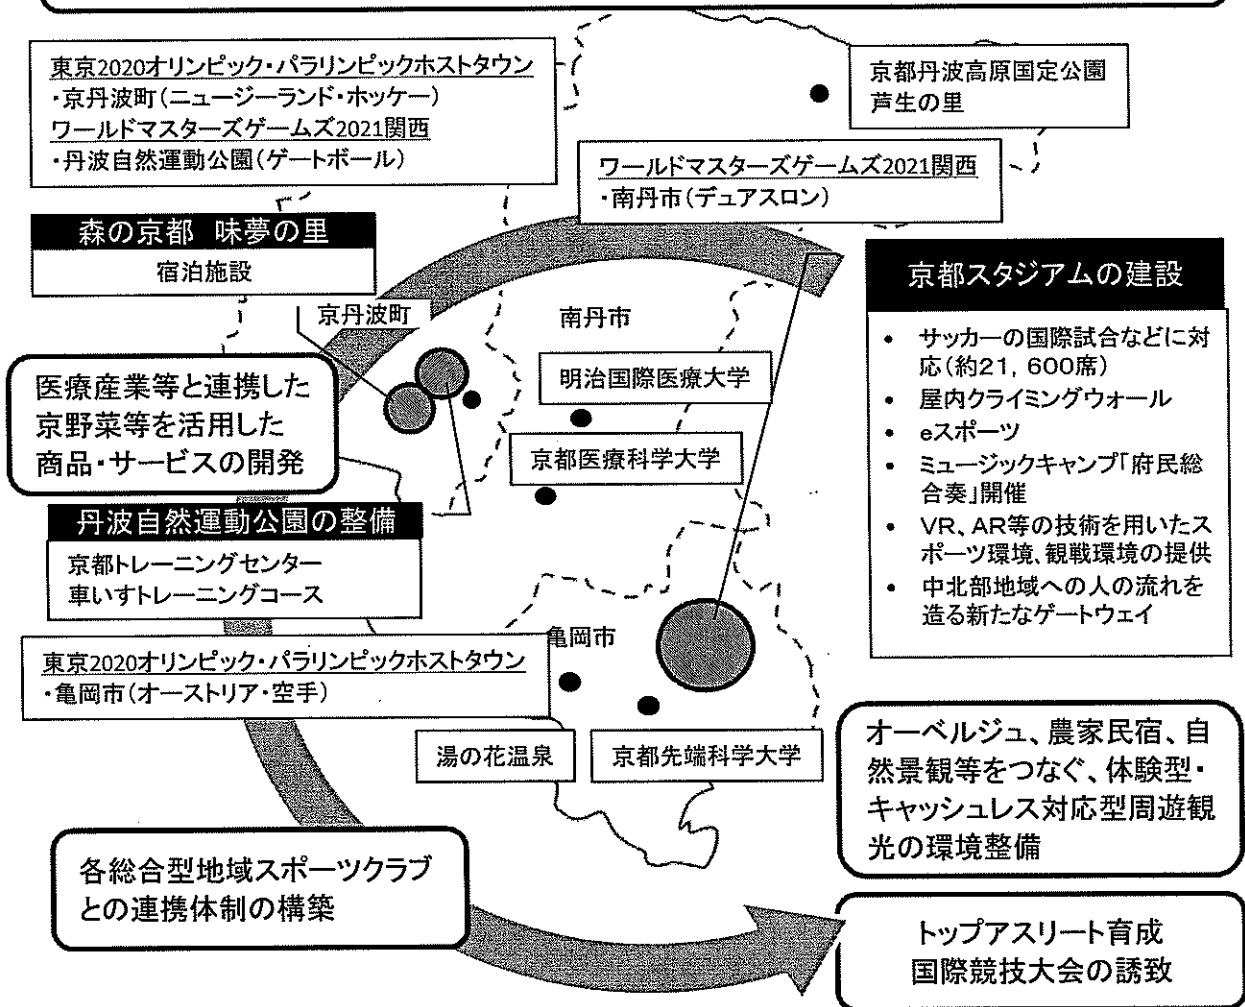 東京2020オリンピック・パラリンピックホストタウン
・京丹波町(ニュージーランド・ホッケー)
ワールドマスターズゲームズ2021関西
・丹波自然運動公園(ゲートボール)
京都丹波高原国定公園
芦生の里
ワールドマスターズゲームズ2021関西
・南丹市(デュアスロン)
森の京都 味夢の里
宿泊施設
京丹波町
南丹市
明治国際医療大学
京都医療科学大学
京都スタジアムの建設
• サッカーの国際試合などに対
応(約21,600席)
• 屋内クライミングウォール
• eスポーツ
• ミュージックキャンプ「府民総
合奏」開催
• VR、AR等の技術を用いたス
ポーツ環境、観戦環境の提供
• 中北部地域への人の流れを
造る新たなゲートウェイ
医療産業等と連携した
京野菜等を活用した
商品・サービスの開発
丹波自然運動公園の整備
京都トレーニングセンター
車いすトレーニングコース
亀岡市
東京2020オリンピック・パラリンピックホストタウン
・亀岡市(オーストリア・空手)
湯の花温泉
京都先端科学大学
オーベルジュ、農家民宿、自
然景観等をつなぐ、体験型・
キャッシュレス対応型周遊観
光の環境整備
各総合型地域スポーツクラブ
との連携体制の構築
トップアスリート育成
国際競技大会の誘致